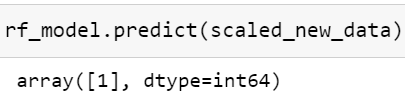 rf_model.predict(scaled_new_data)
array([1], dtype=int64)